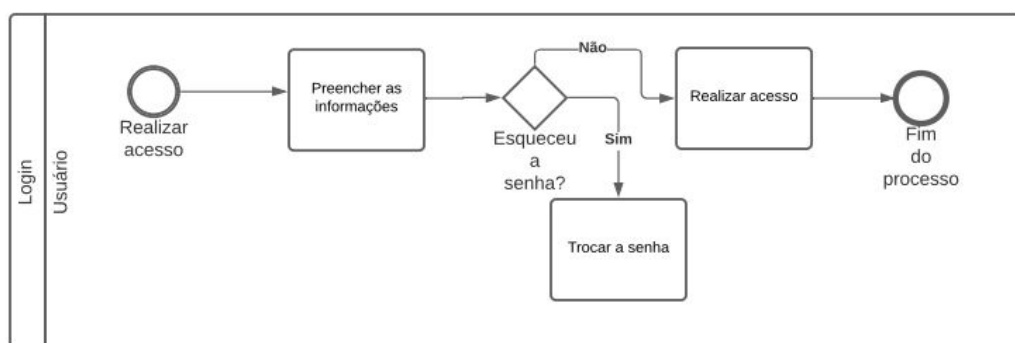 Login
Usuário
Realizar
acesso
Preencher as
informações
Esqueceu
a
senha?
Não
Sim
Trocar a senha
Realizar acesso
Fim
do
processo